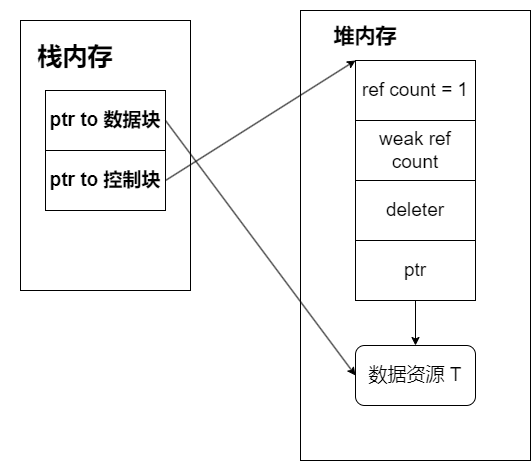 栈内存
ptr to 数据块
ptr to 控制块
堆内存
ref count = 1
weak ref
count
deleter
ptr
数据资源 T